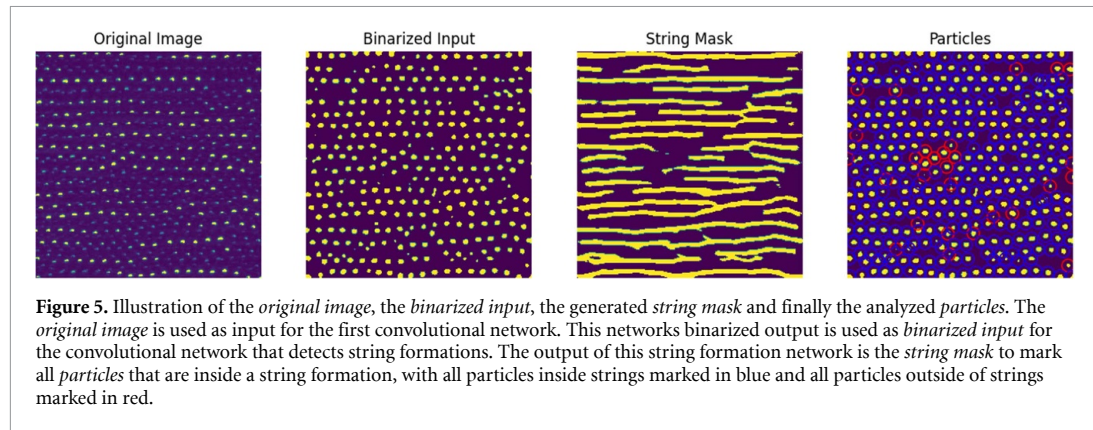 Original Image
Binarized Input
String Mask
Particles
Figure 5. Illustration of the original image, the binarized input, the generated string mask and finally the analyzed particles. The
original image is used as input for the first convolutional network. This networks binarized output is used as binarized input for
the convolutional network that detects string formations. The output of this string formation network is the string mask to mark
all particles that are inside a string formation, with all particles inside strings marked in blue and all particles outside of strings
marked in red.